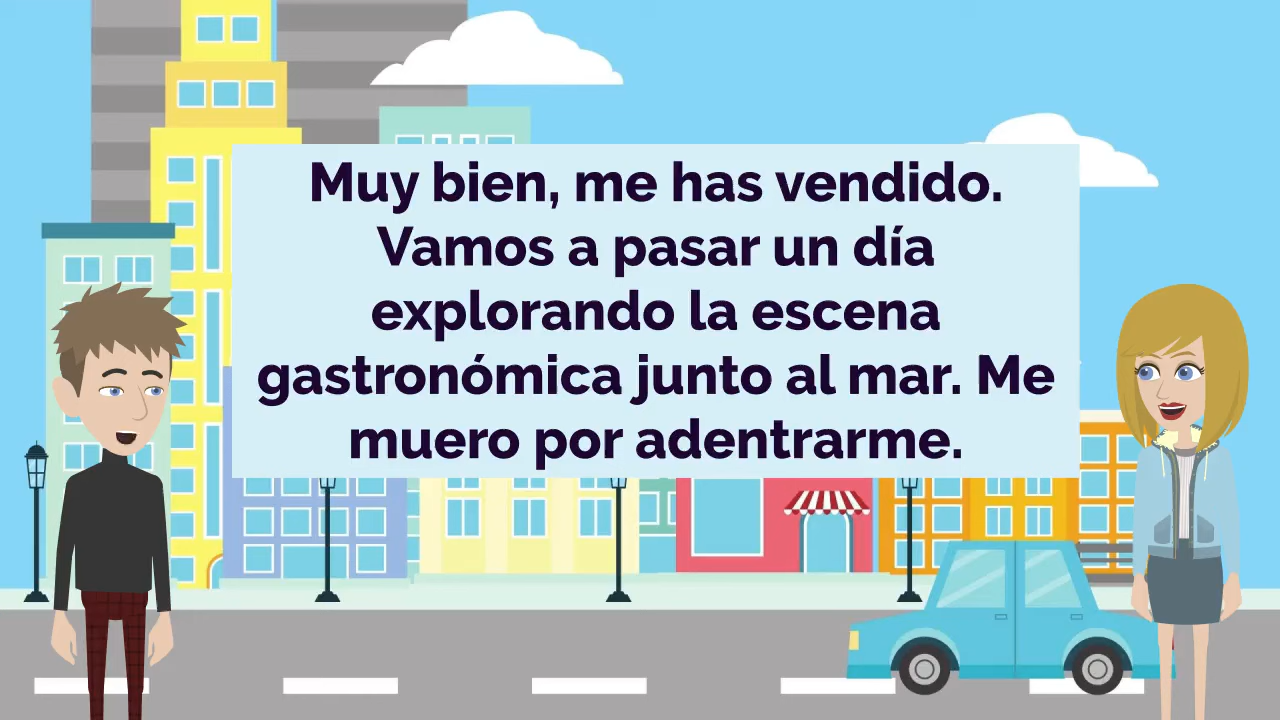 Muy bien, me has vendido.
Vamos a pasar un día
explorando la escena
gastronómica junto al mar. Me
muero por adentrarme.